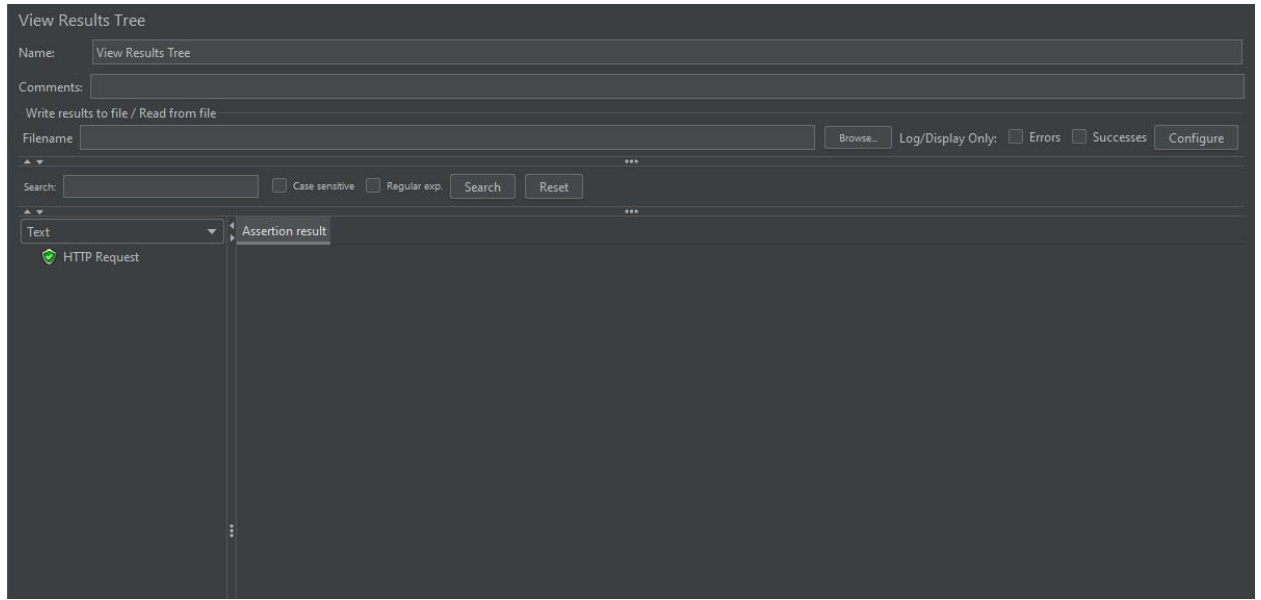 View Results Tree
Name: View Results Tree
Comments:
Write results to file / Read from file
Filename Browse... Log/Display Only: Errors Successes Configure
Search: Case sensitive Regular exp. Search Reset
Text Assertion result
HTTP Request